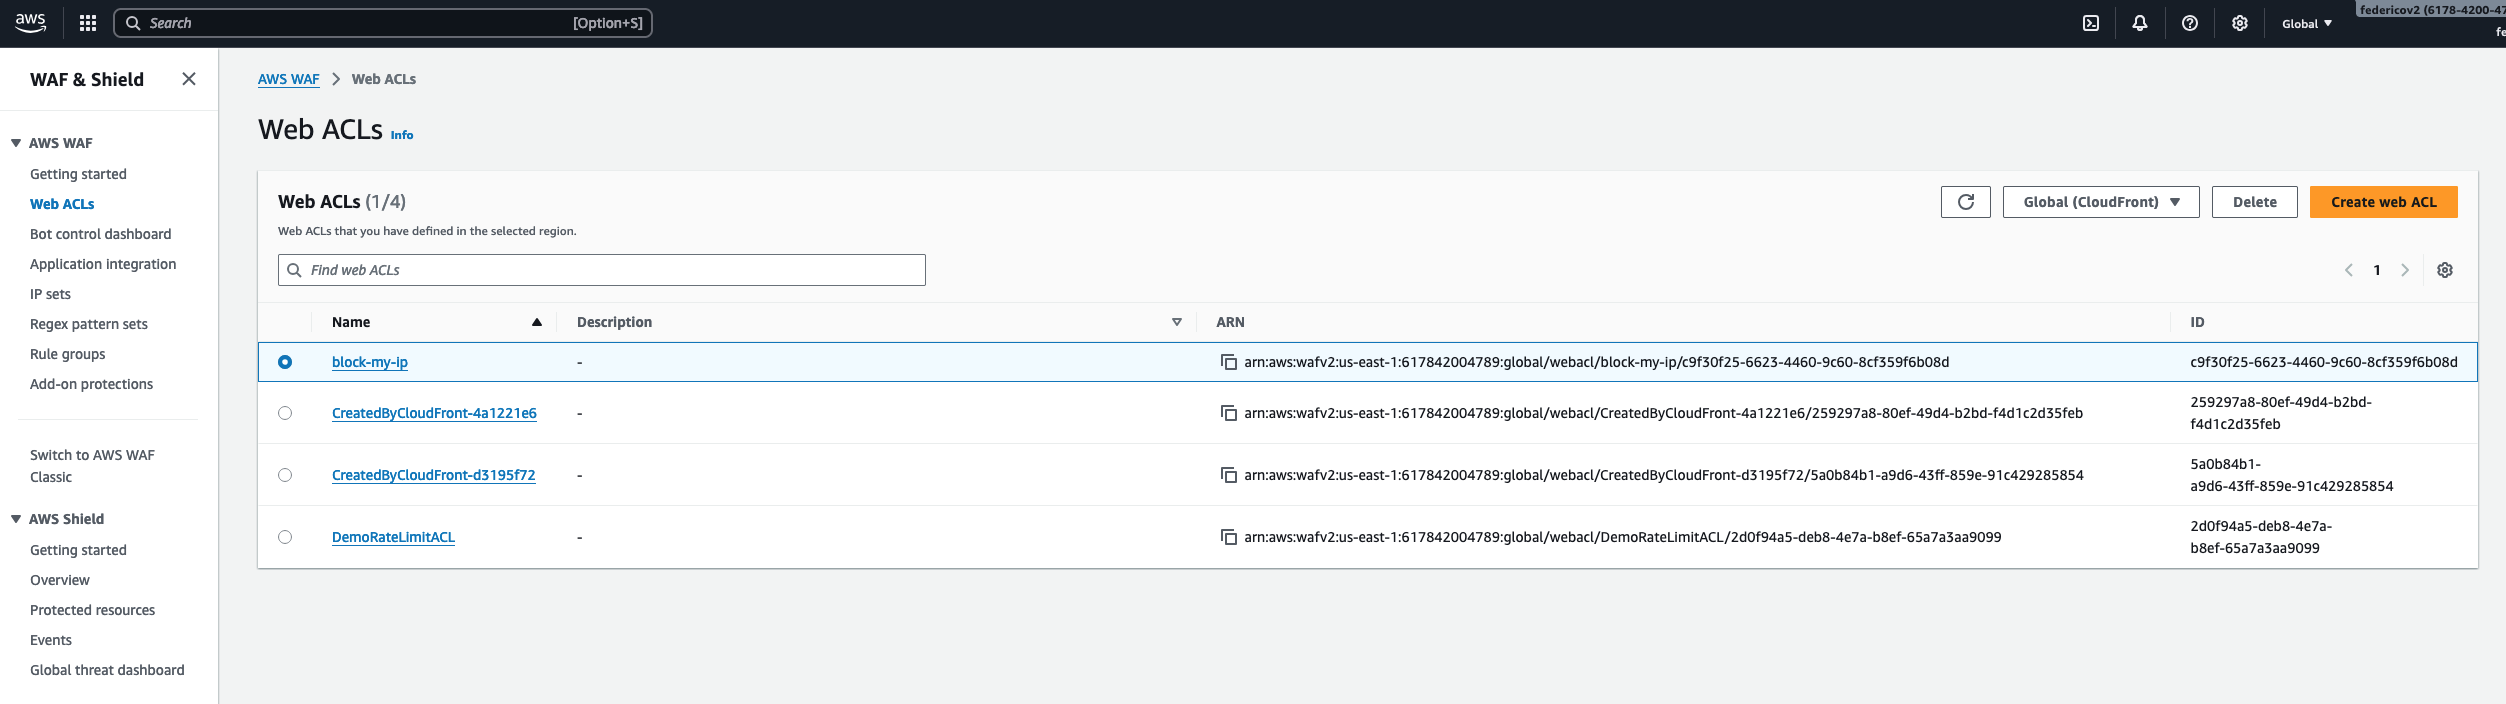 aws
Search [Option+S]
Global
federicov2 (6178-4200-47
fe
WAF & Shield
AWS WAF
Getting started
Web ACLs
Bot control dashboard
Application integration
IP sets
Regex pattern sets
Rule groups
Add-on protections
Switch to AWS WAF
Classic
AWS Shield
Getting started
Overview
Protected resources
Events
Global threat dashboard
AWS WAF > Web ACLs
Web ACLs Info
Web ACLs (1/4)
Web ACLs that you have defined in the selected region.
Global (CloudFront)
Delete
Create web ACL
Find web ACLs
1
Name Description ARN ID
block-my-ip - arn:aws:wafv2:us-east-1:617842004789:global/webacl/block-my-ip/c9f30f25-6623-4460-9c60-8cf359f6b08d c9f30f25-6623-4460-9c60-8cf359f6b08d
CreatedByCloudFront-4a1221e6 - arn:aws:wafv2:us-east-1:617842004789:global/webacl/CreatedByCloudFront-4a1221e6/259297a8-80ef-49d4-b2bd-f4d1c2d35feb 259297a8-80ef-49d4-b2bd-
f4d1c2d35feb
CreatedByCloudFront-d3195f72 - arn:aws:wafv2:us-east-1:617842004789:global/webacl/CreatedByCloudFront-d3195f72/5a0b84b1-a9d6-43ff-859e-91c429285854 5a0b84b1-
a9d6-43ff-859e-91c429285854
DemoRateLimitACL - arn:aws:wafv2:us-east-1:617842004789:global/webacl/DemoRateLimitACL/2d0f94a5-deb8-4e7a-b8ef-65a7a3aa9099 2d0f94a5-deb8-4e7a-
b8ef-65a7a3aa9099